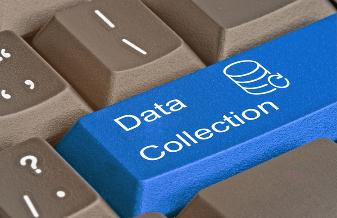 Data
Collection
"
,
?
.